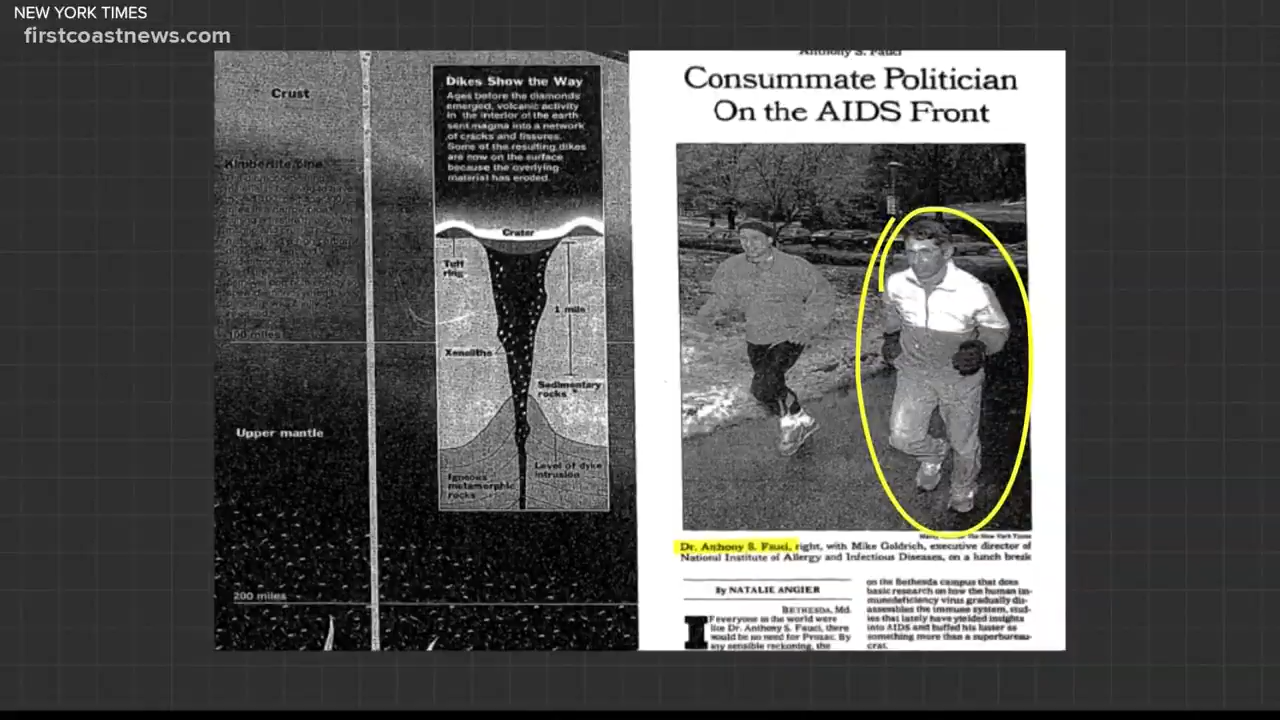 NEW YORK TIMES
firstcoastnews.com
Crust
Kimberlite pipe
100 miles
Upper mantle
200 miles
Dikes Show the Way
Ages before the diamonds
emerged, volcanic activity
in the interior of the earth
sent magma into a network
of cracks and fissures.
Some of the resulting dikes
are now on the surface
because the overlying
material has eroded.
Crater
Tuff
ring
1 mile
Xenoliths
Sedimentary
rocks
Igneous
metamorphic
rocks
Level of dyke
intrusion
Anthony S. Fauci
Consummate Politician
On the AIDS Front
The New York Times
Dr. Anthony S. Fauci, right, with Mike Goldrich, executive director of
National Institute of Allergy and Infectious Diseases, on a lunch break
By NATALIE ANGIER
BETHESDA, Md.
If everyone in the world were
like Dr. Anthony S. Fauci, there
would be no need for Prozac. By
any sensible reckoning, the
on the Bethesda campus that does
basic research on how the human im-
munodeficiency virus gradually dis-
assembles the immune system, stud-
ies that lately have yielded insights
into AIDS and buffed his luster as
something more than a superbureau-
crat.